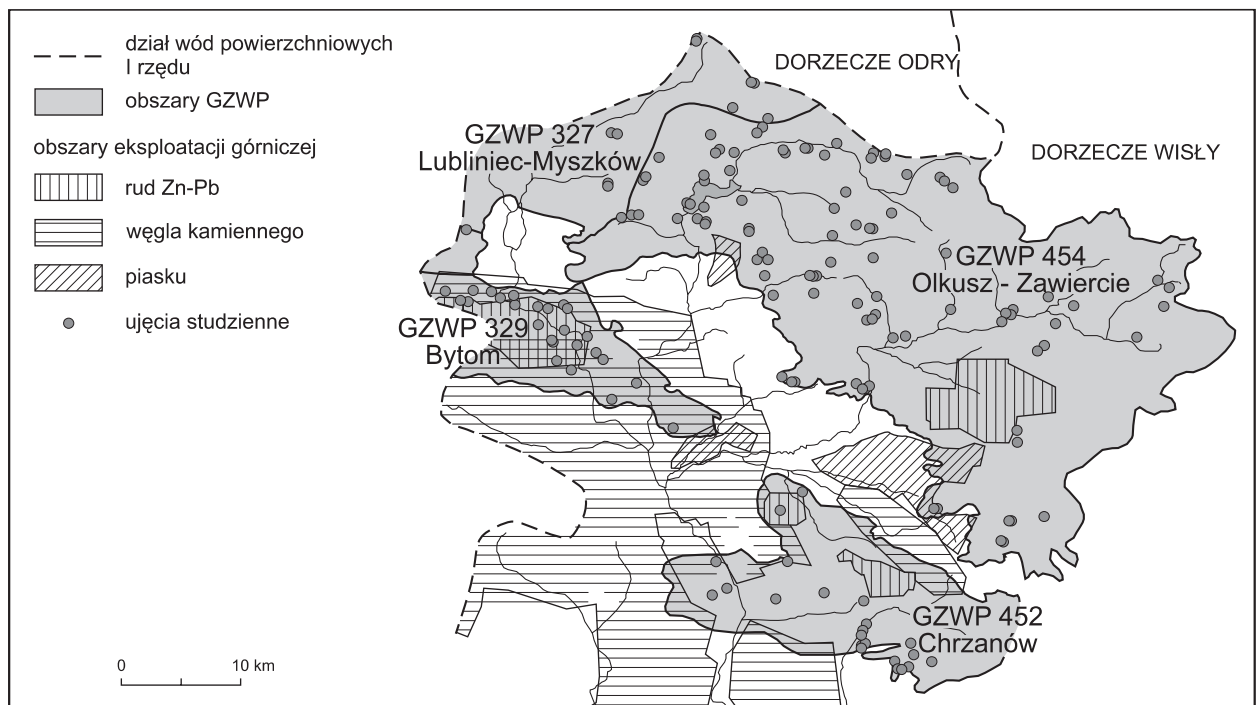 dział wód powierzchniowych
I rzędu
obszary GZWP
obszary eksploatacji górniczej
rud Zn-Pb
węgla kamiennego
piasku
ujęcia studzienne
DORZECZE ODRY
DORZECZE WISŁY
GZWP 327
Lubliniec-Myszków
GZWP 454
Olkusz - Zawiercie
GZWP 329
Bytom
GZWP 452
Chrzanów
0 10 km